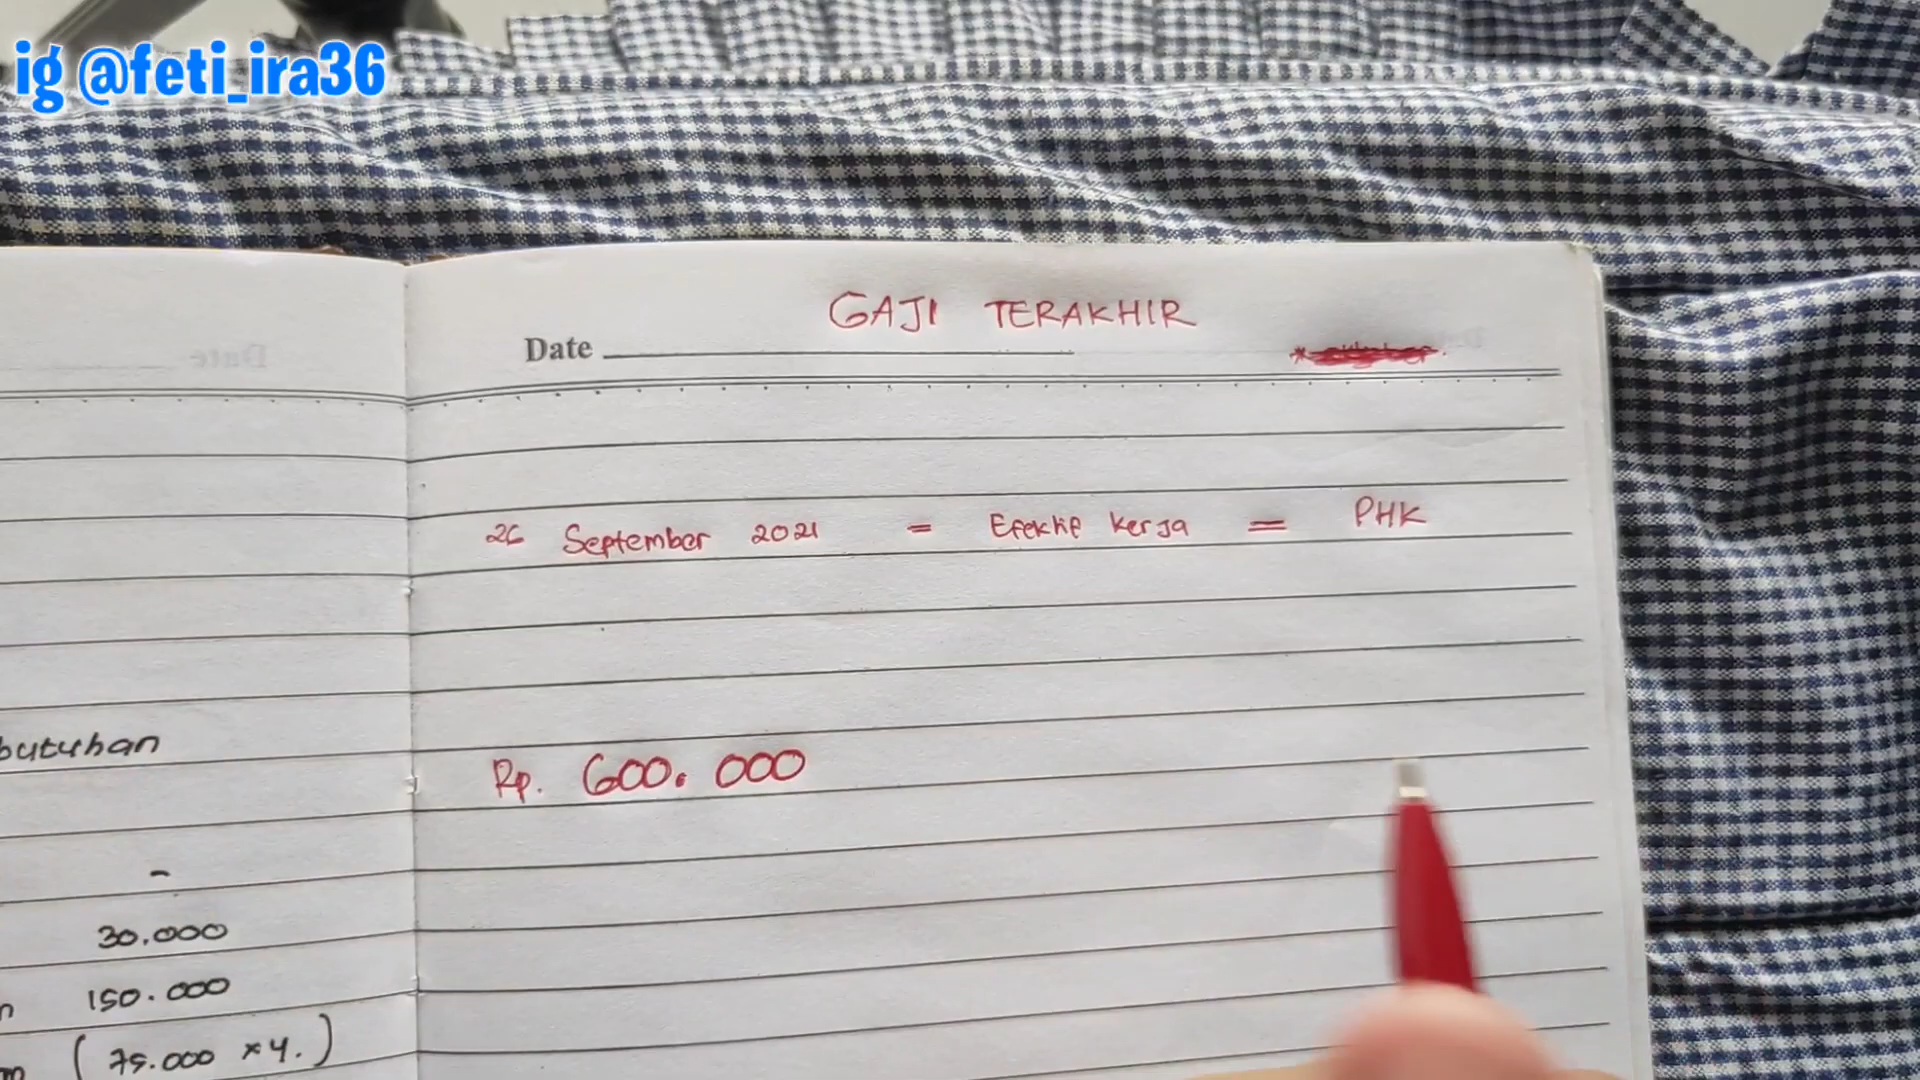 ig @feti_ira36
GAJI TERAKHIR
Date
26 September 2021 = Efektif kerja = PHK
Rp. 600.000
butuhan
-
30.000
150.000
( 75.000 x 4. )